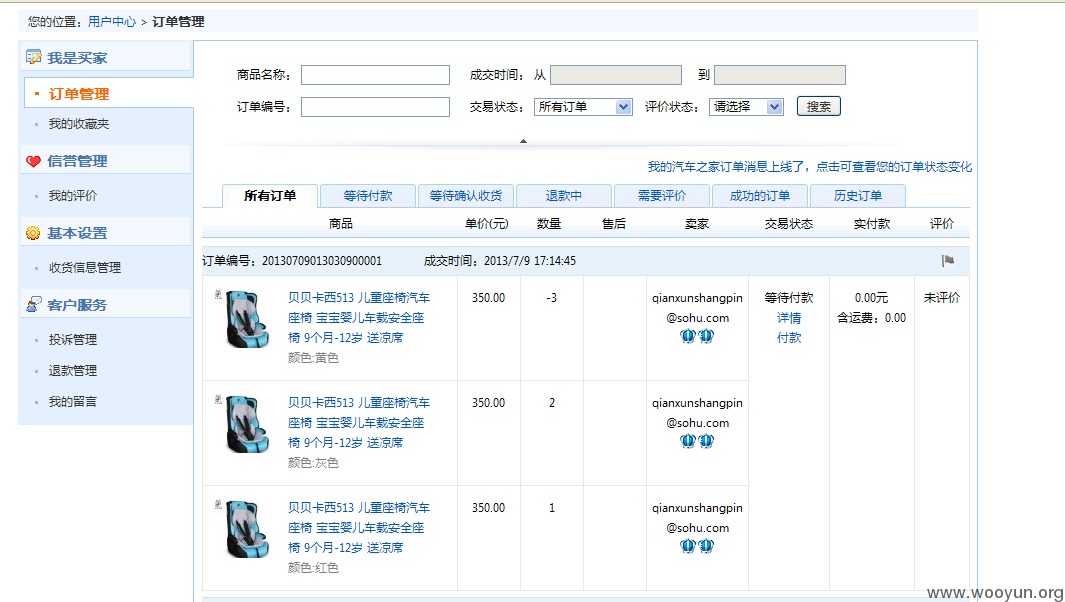 您的位置：用户中心 > 订单管理
我是买家
订单管理
我的收藏夹
信誉管理
我的评价
基本设置
收货信息管理
客户服务
投诉管理
退款管理
我的留言
商品名称： 成交时间： 从 到
订单编号： 交易状态： 所有订单 评价状态： 请选择 搜索
我的汽车之家订单消息上线了，点击可查看您的订单状态变化
所有订单 等待付款 等待确认收货 退款中 需要评价 成功的订单 历史订单
商品 单价(元) 数量 售后 卖家 交易状态 实付款 评价
订单编号：20130709013030900001 成交时间：2013/7/9 17:14:45
贝贝卡西513 儿童座椅汽车 350.00 -3 qianxunshangpin 等待付款 0.00元 未评价
座椅 宝宝婴儿车载安全座 @sohu.com 详情 含运费：0.00
椅 9个月-12岁 送凉席 付款
颜色:黄色
贝贝卡西513 儿童座椅汽车 350.00 2 qianxunshangpin
座椅 宝宝婴儿车载安全座 @sohu.com
椅 9个月-12岁 送凉席
颜色:灰色
贝贝卡西513 儿童座椅汽车 350.00 1 qianxunshangpin
座椅 宝宝婴儿车载安全座 @sohu.com
椅 9个月-12岁 送凉席
颜色:红色
www.wooyun.org